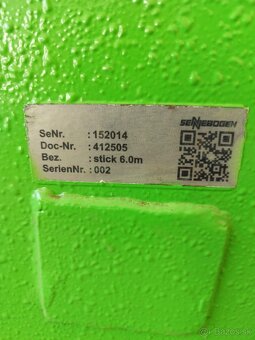 SENNEBOGEN
SeNr. : 152014
Doc-Nr. : 412505
Bez. : stick 6.0m
SerienNr. : 002